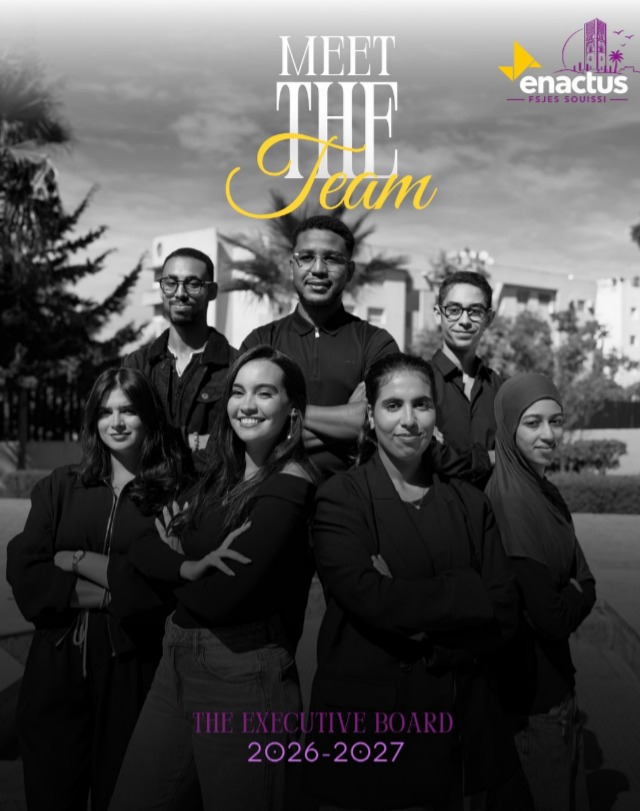 MEET
THE
Team
enactus
FSJES SOUISSI
THE EXECUTIVE BOARD
2026-2027